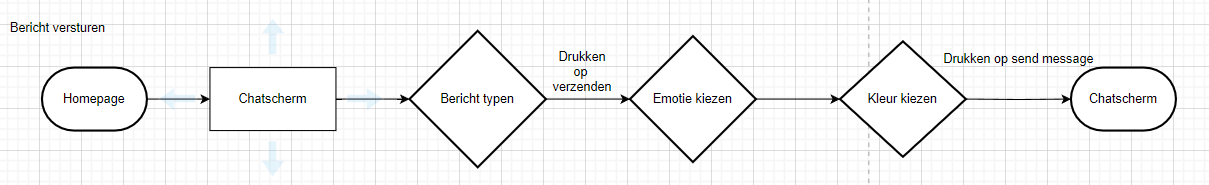 Bericht versturen
Homepage
Chatscherm
Bericht typen
Drukken
op
verzenden
Emotie kiezen
Kleur kiezen
Drukken op send message
Chatscherm